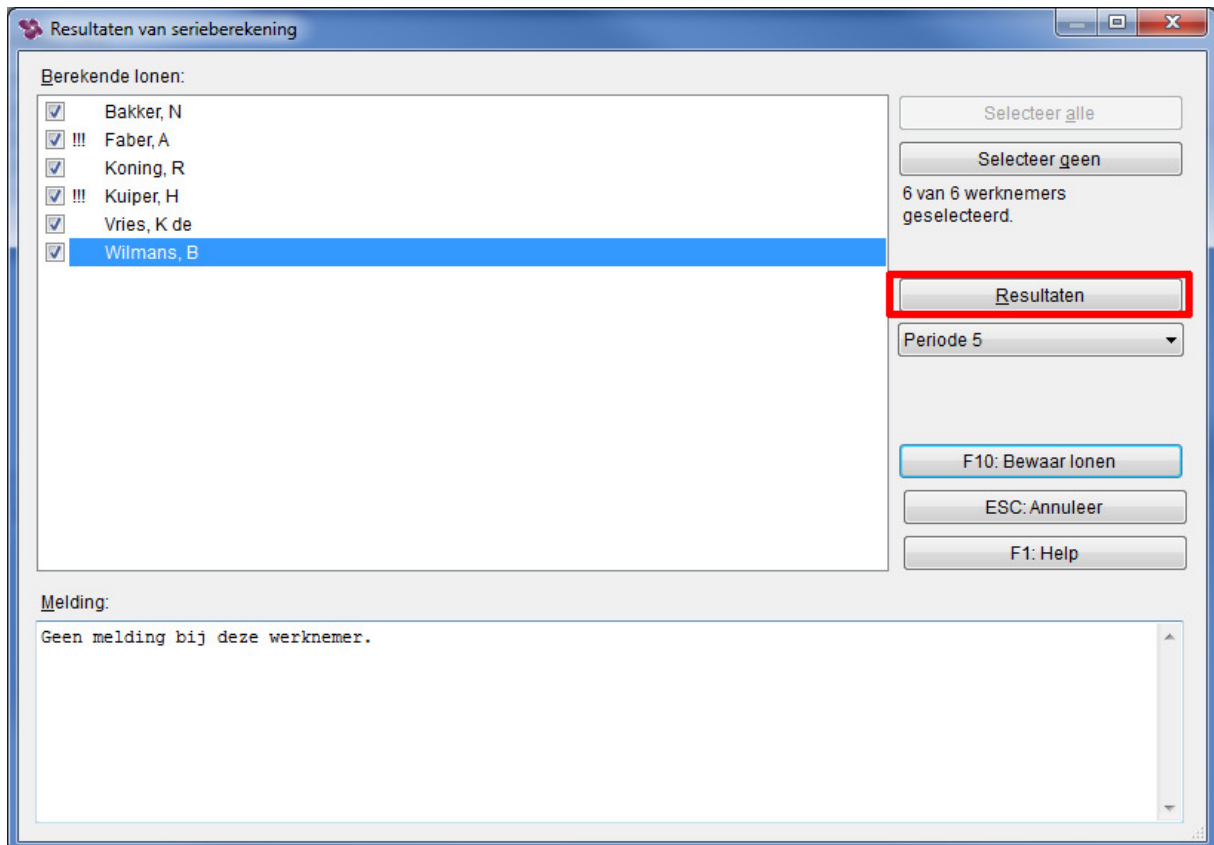 Resultaten van serieberekening
Berekende lonen:
Bakker, N
!!! Faber, A
Koning, R
!!! Kuiper, H
Vries, K de
Wilmans, B
Selecteer alle
Selecteer geen
6 van 6 werknemers
geselecteerd.
Resultaten
Periode 5
F10: Bewaar lonen
ESC: Annuleer
F1: Help
Melding:
Geen melding bij deze werknemer.